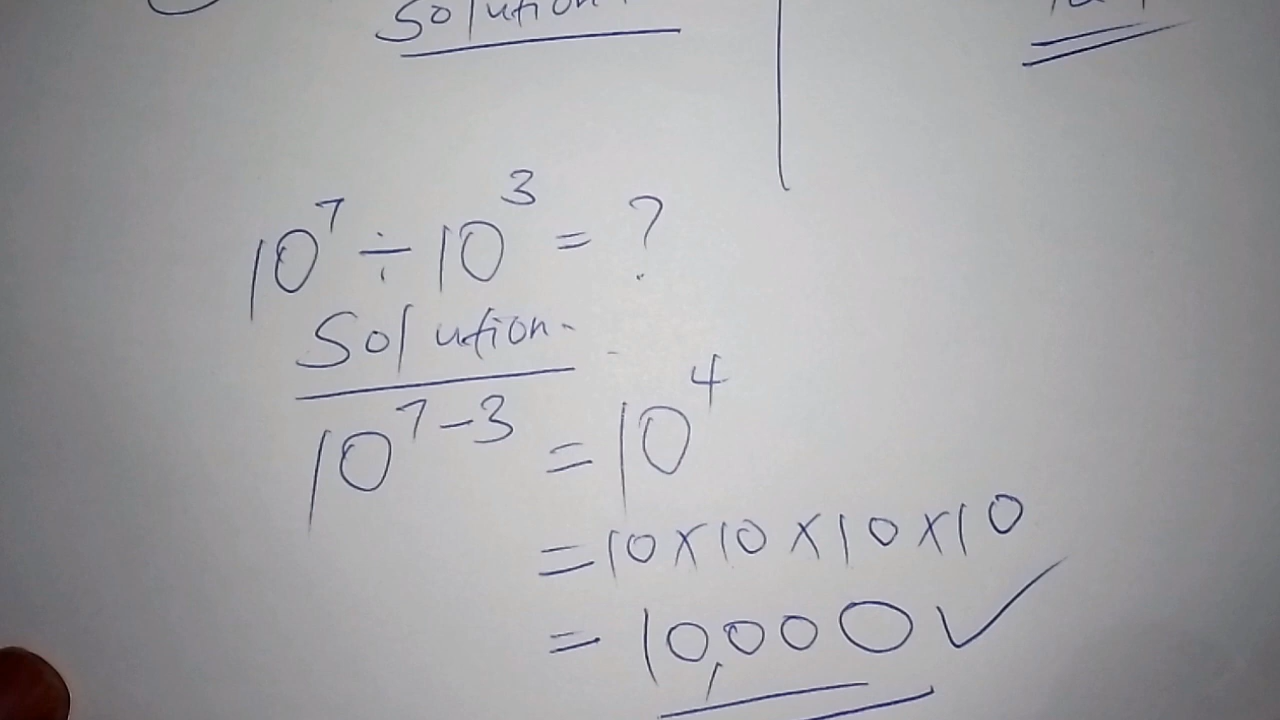 Solution.
10⁷ ÷ 10³ = ?
Solution.
10⁷⁻³ = 10⁴
= 10 x 10 x 10 x 10
= 10,000 ✓